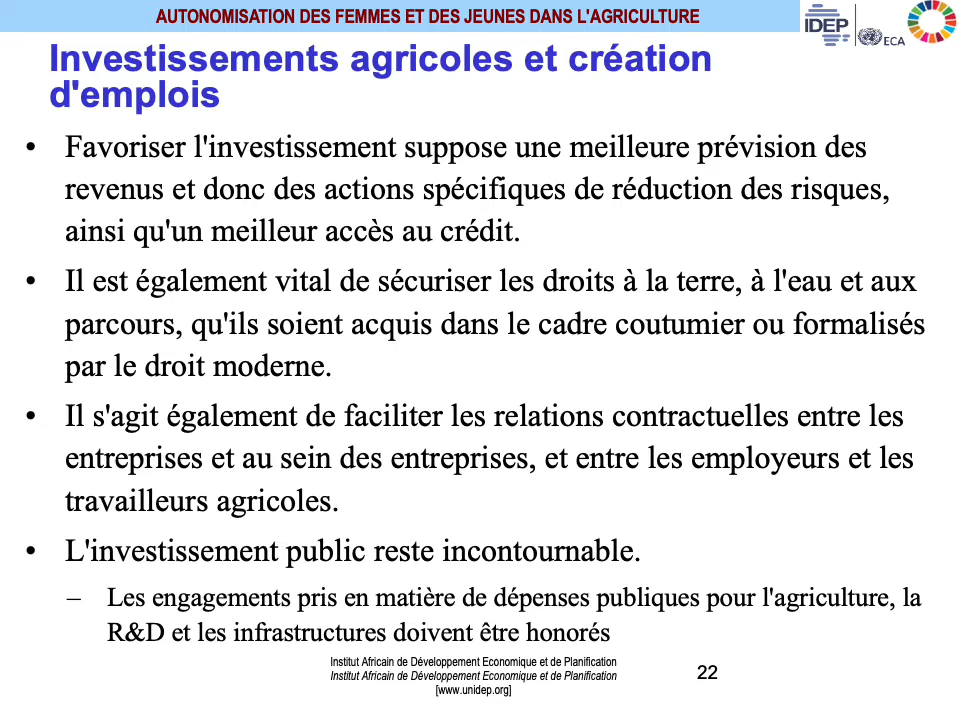 AUTONOMISATION DES FEMMES ET DES JEUNES DANS L'AGRICULTURE
IDEP
ECA
Investissements agricoles et création
d'emplois
• Favoriser l'investissement suppose une meilleure prévision des
revenus et donc des actions spécifiques de réduction des risques,
ainsi qu'un meilleur accès au crédit.
• Il est également vital de sécuriser les droits à la terre, à l'eau et aux
parcours, qu'ils soient acquis dans le cadre coutumier ou formalisés
par le droit moderne.
• Il s'agit également de faciliter les relations contractuelles entre les
entreprises et au sein des entreprises, et entre les employeurs et les
travailleurs agricoles.
• L'investissement public reste incontournable.
– Les engagements pris en matière de dépenses publiques pour l'agriculture, la
R&D et les infrastructures doivent être honorés
Institut Africain de Développement Economique et de Planification
Institut Africain de Développement Economique et de Planification
[www.unidep.org]
22